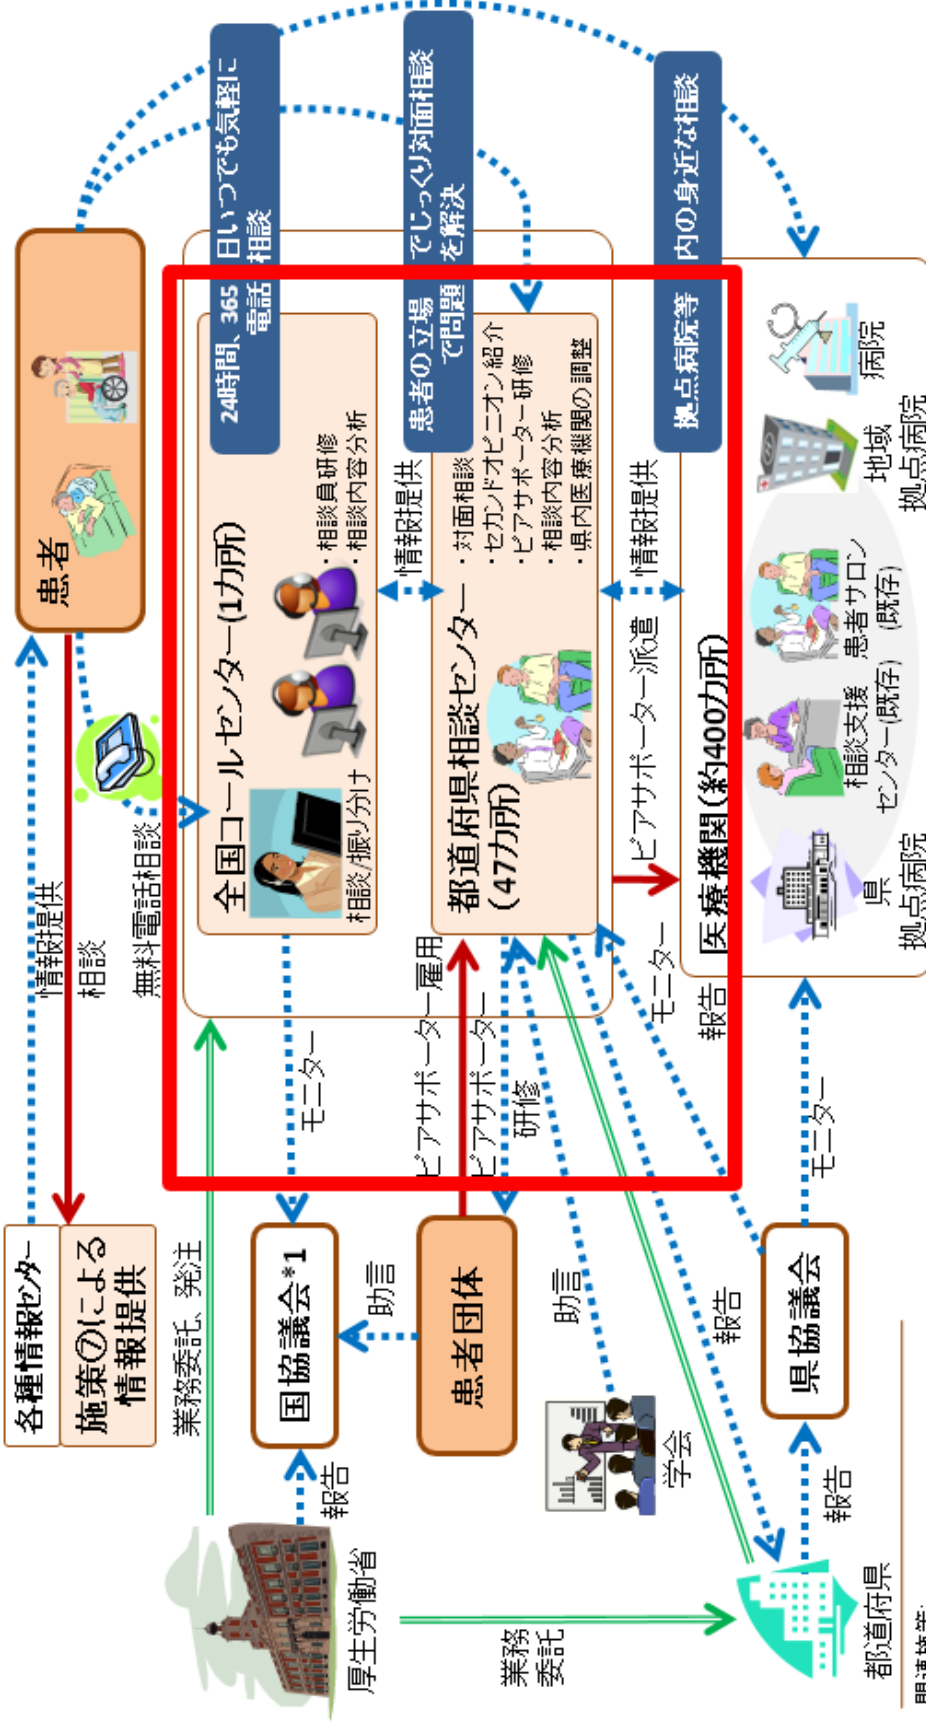 患者
24時間、365日いつでも気軽に
電話相談
患者の立場でじっくり対面相談
で問題を解決
拠点病院等内の身近な相談
各種情報センター
施策⑦による
情報提供
情報提供
相談
無料電話相談
全国コールセンター(1カ所)
相談/振り分け
・相談員研修
・相談内容分析
情報提供
都道府県相談センター
(47カ所)
・対面相談
・セカンドオピニオン紹介
・ピアサポーター研修
・相談内容分析
・県内医療機関の調整
情報提供
ピアサポーター派遣
医療機関(約400カ所)
県
拠点病院
相談支援
センター(既存)
患者サロン
(既存)
地域
拠点病院
病院
業務委託、発注
モニター
国協議会*1
助言
患者団体
ピアサポーター雇用
ピアサポーター
研修
助言
学会
モニター
報告
報告
モニター
県協議会
報告
報告
厚生労働省
業務
委託
都道府県
関連施策: